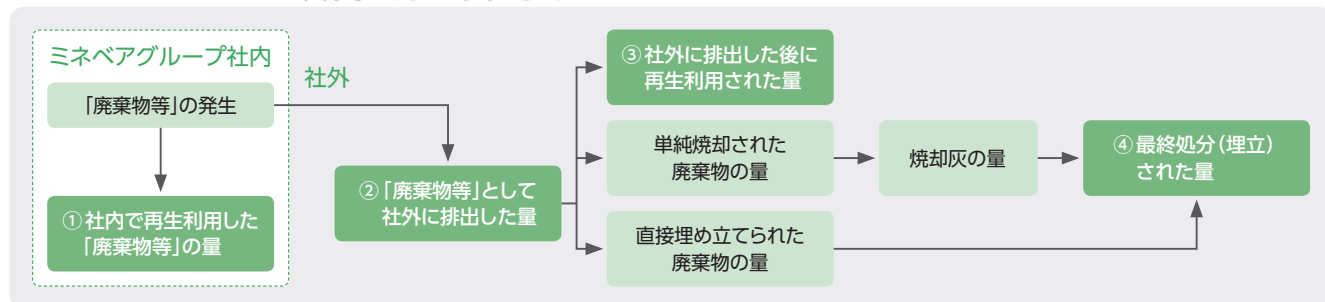 ミネベアグループ社内
「廃棄物等」の発生
①社内で再生利用した
「廃棄物等」の量
社外
②「廃棄物等」として
社外に排出した量
③社外に排出した後に
再生利用された量
単純焼却された
廃棄物の量
直接埋め立てられた
廃棄物の量
焼却灰の量
④最終処分(埋立)
された量